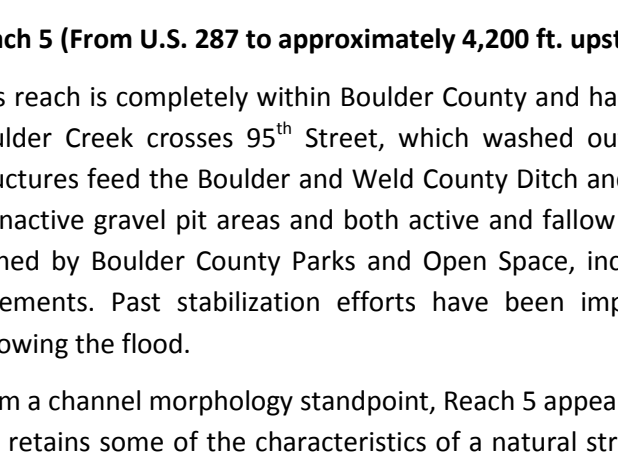 ach 5 (From U.S. 287 to approximately 4,200 ft. upst
s reach is completely within Boulder County and ha
ulder Creek crosses 95th Street, which washed ou
uctures feed the Boulder and Weld County Ditch and
inactive gravel pit areas and both active and fallow
ned by Boulder County Parks and Open Space, inc
ements. Past stabilization efforts have been imp
owing the flood.
m a channel morphology standpoint, Reach 5 appea
retains some of the characteristics of a natural str